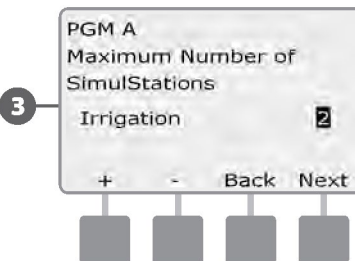 PGM A
Maximum Number of
SimulStations
3
Irrigation 2
+ - Back Next